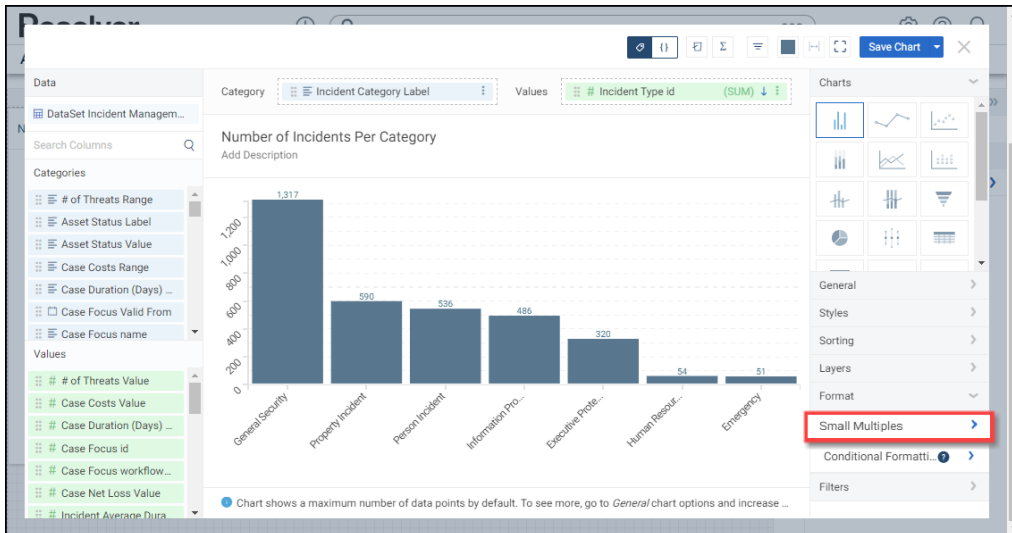 Resolver
{}
Σ
Save Chart
Data
DataSet Incident Managem...
Search Columns
Categories
# of Threats Range
Asset Status Label
Asset Status Value
Case Costs Range
Case Duration (Days) ...
Case Focus Valid From
Case Focus name
Values
# # of Threats Value
# Case Costs Value
# Case Duration (Days) ...
# Case Focus id
# Case Focus workflow...
# Case Net Loss Value
# Incident Average Dura
Category
Incident Category Label
Values
# Incident Type id (SUM)
Number of Incidents Per Category
Add Description
1,200
1,000
800
600
400
200
0
1,317
590
536
486
320
54
51
General Security
Property Incident
Person Incident
Information Pro...
Executive Prote...
Human Resour...
Emergency
Chart shows a maximum number of data points by default. To see more, go to General chart options and increase ...
Charts
General
Styles
Sorting
Layers
Format
Small Multiples
Conditional Formatti...
Filters